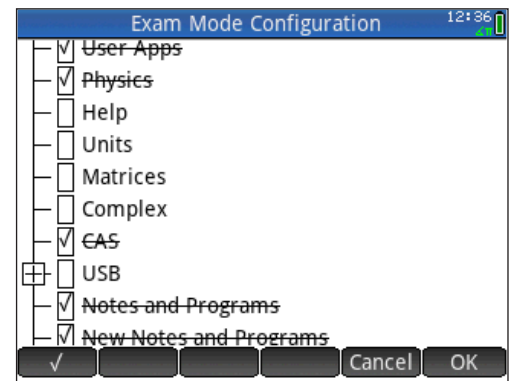 Exam Mode Configuration 12:36
∡π
User Apps
Physics
Help
Units
Matrices
Complex
CAS
USB
Notes and Programs
New Notes and Programs
√ Cancel OK